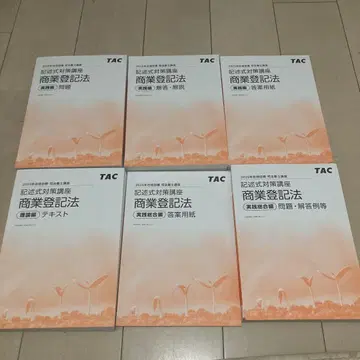 TAC
記述式対策講座
商業登記法
実践編 問題
TAC
記述式対策講座
商業登記法
実践編 解答・解説
TAC
記述式対策講座
商業登記法
実践編 答案用紙
TAC
記述式対策講座
商業登記法
理論編 テキスト
TAC
記述式対策講座
商業登記法
実践総合編 答案用紙
TAC
記述式対策講座
商業登記法
実践総合編 問題・解答例等